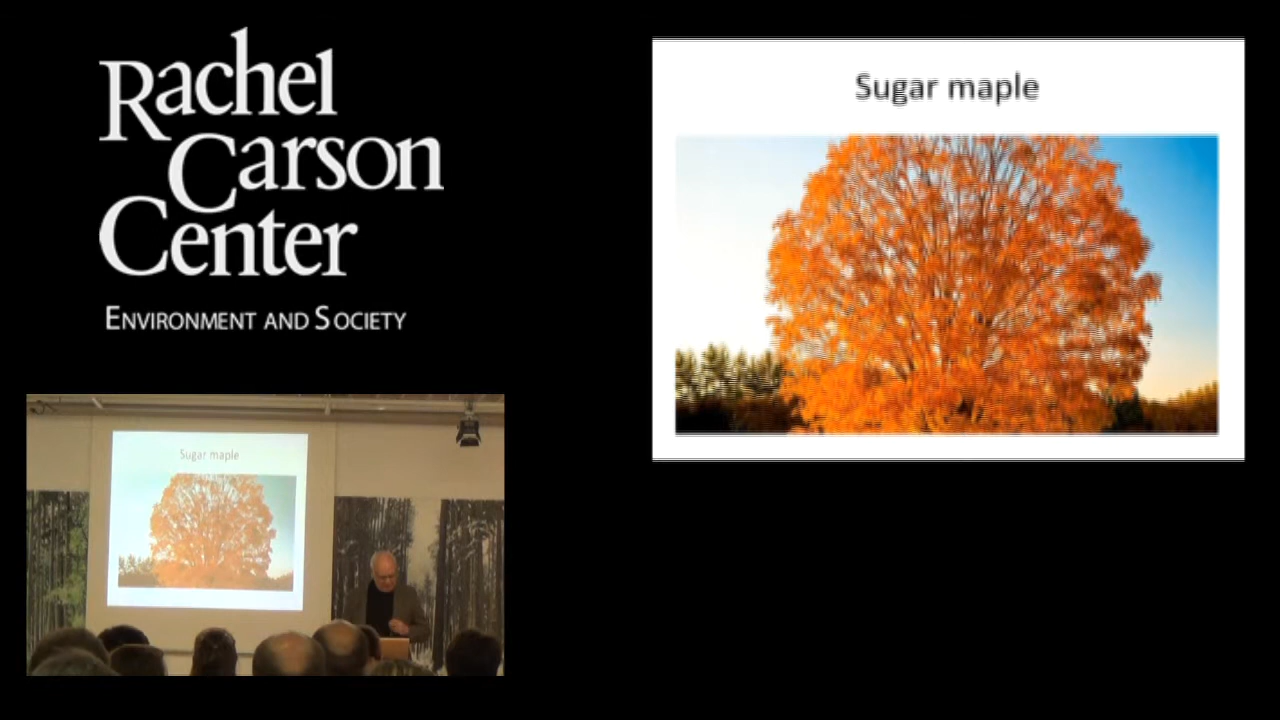 Rachel
Carson
Center
ENVIRONMENT AND SOCIETY
Sugar maple
Sugar maple